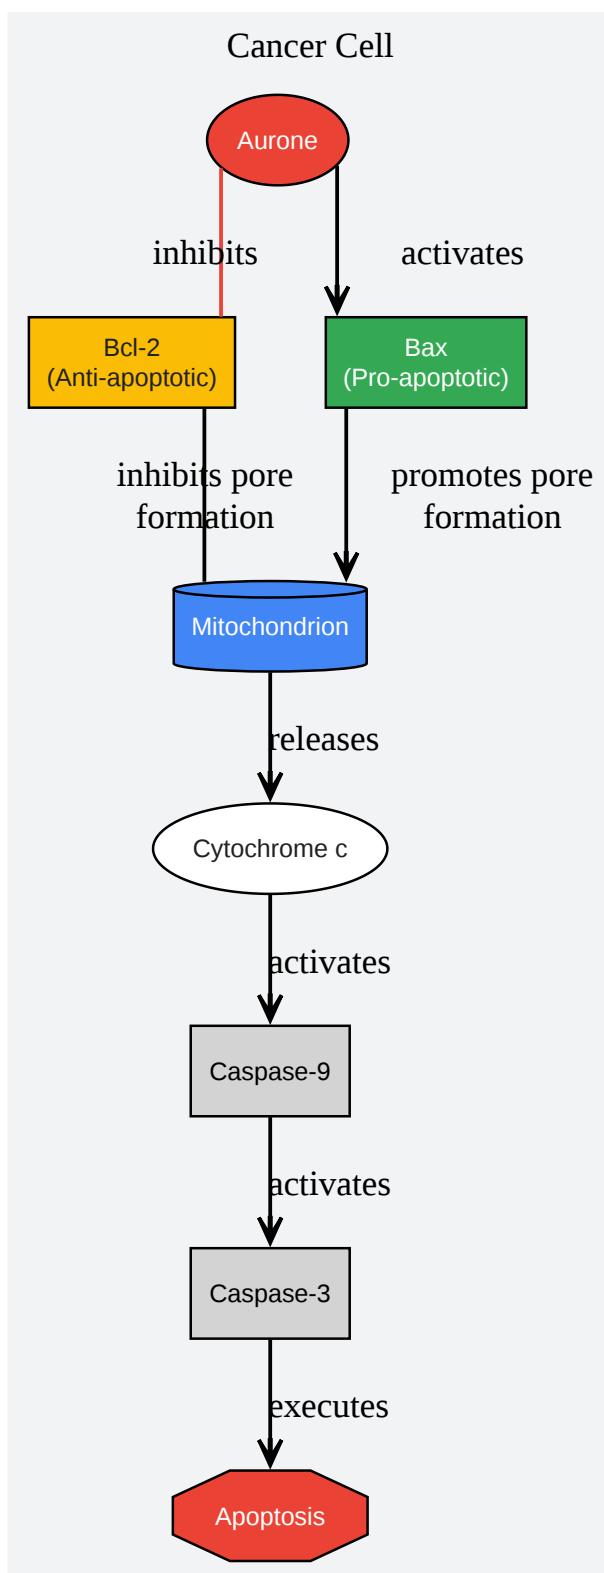 Cancer Cell
Aurone
inhibits
activates
Bcl-2
(Anti-apoptotic)
Bax
(Pro-apoptotic)
inhibits pore
formation
promotes pore
formation
Mitochondrion
releases
Cytochrome c
activates
Caspase-9
activates
Caspase-3
executes
Apoptosis